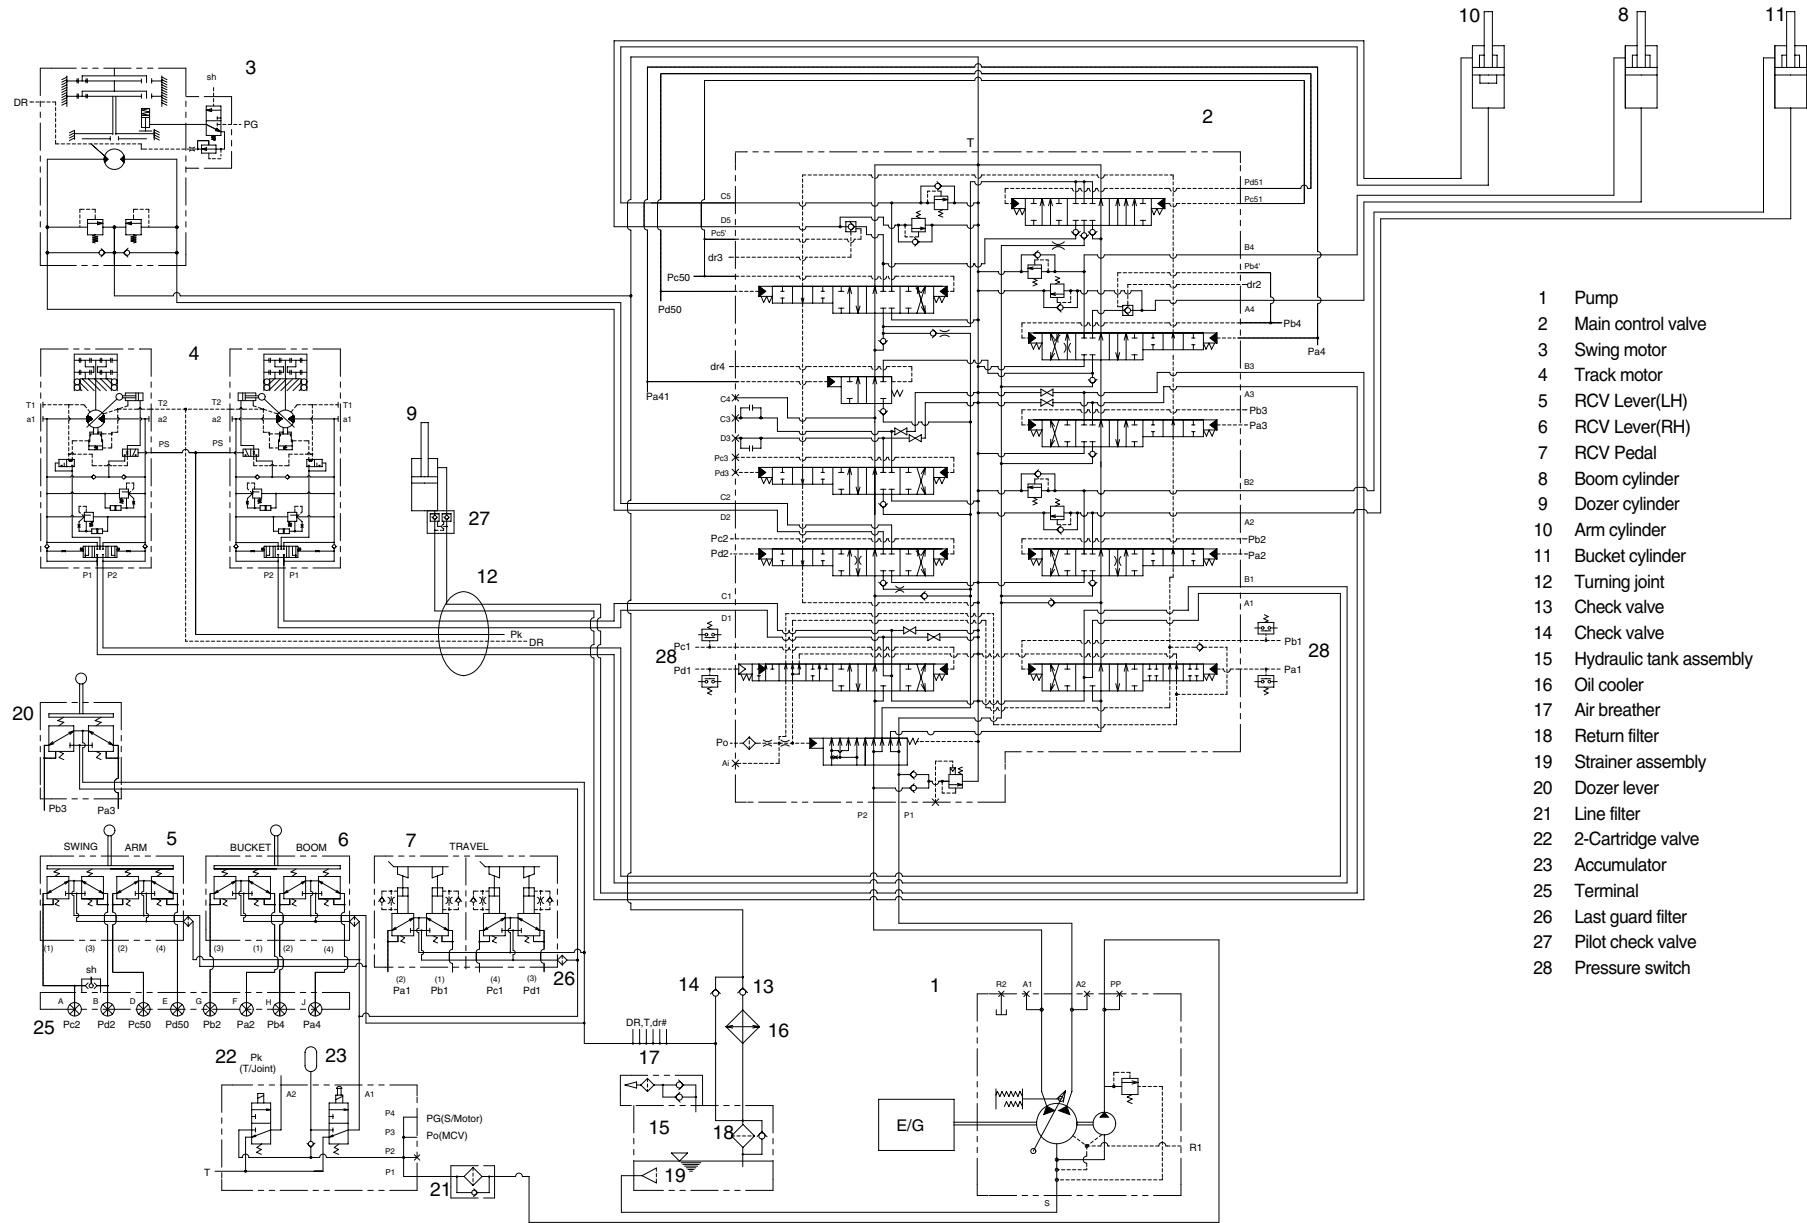 10
8
11
3
sh
DR
PG
2
T
C5
D5
Pc5'
dr3
Pc50
Pd50
Pd51
Pc51
B4
Pb4'
dr2
A4
Pb4
Pa4
4
T1
a1
T2
a2
T2
a2
T1
a1
PS
PS
P1
P2
P2
P1
9
27
12
Pk
DR
dr4
Pa41
C4
C3
D3
Pc3
Pd3
C2
D2
Pc2
Pd2
C1
D1
28
Pc1
Pd1
Po
Ai
B3
A3
Pb3
Pa3
B2
A2
Pb2
Pa2
B1
A1
Pb1
28
Pa1
P2
P1
20
Pb3
Pa3
SWING
ARM
5
BUCKET
BOOM
6
7
TRAVEL
(1)
(3)
(2)
(4)
(3)
(1)
(2)
(4)
(2)
(1)
(4)
(3)
Pa1
Pb1
Pc1
Pd1
26
sh
A
B
D
E
G
F
H
J
25
Pc2
Pd2
Pc50
Pd50
Pb2
Pa2
Pb4
Pa4
22
Pk
(T/Joint)
23
A2
A1
P4
PG(S/Motor)
P3
Po(MCV)
P2
P1
T
21
14
13
16
DR,T,dr#
17
15
18
19
1
R2
A1
A2
PP
E/G
R1
S
1 Pump
2 Main control valve
3 Swing motor
4 Track motor
5 RCV Lever(LH)
6 RCV Lever(RH)
7 RCV Pedal
8 Boom cylinder
9 Dozer cylinder
10 Arm cylinder
11 Bucket cylinder
12 Turning joint
13 Check valve
14 Check valve
15 Hydraulic tank assembly
16 Oil cooler
17 Air breather
18 Return filter
19 Strainer assembly
20 Dozer lever
21 Line filter
22 2-Cartridge valve
23 Accumulator
25 Terminal
26 Last guard filter
27 Pilot check valve
28 Pressure switch